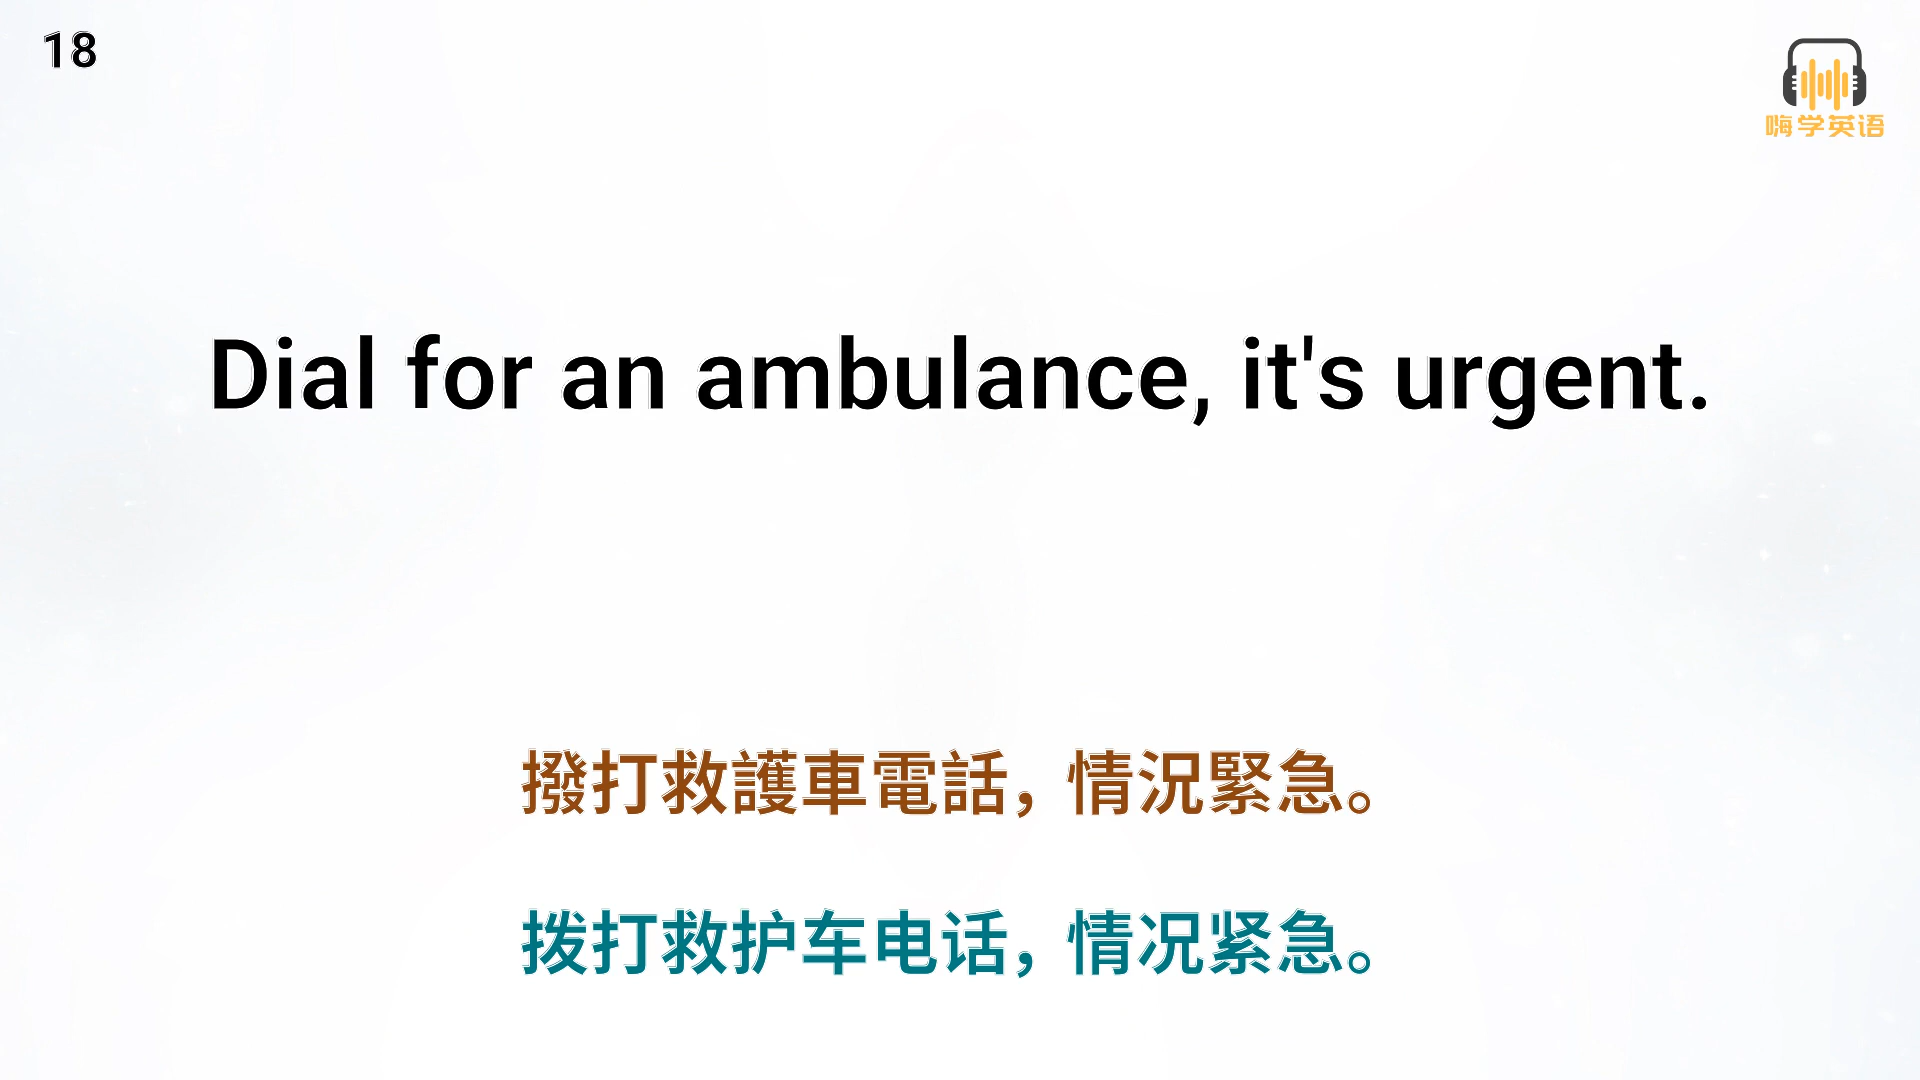 18
嗨学英语
Dial for an ambulance, it's urgent.
撥打救護車電話，情況緊急。
拨打救护车电话，情况紧急。